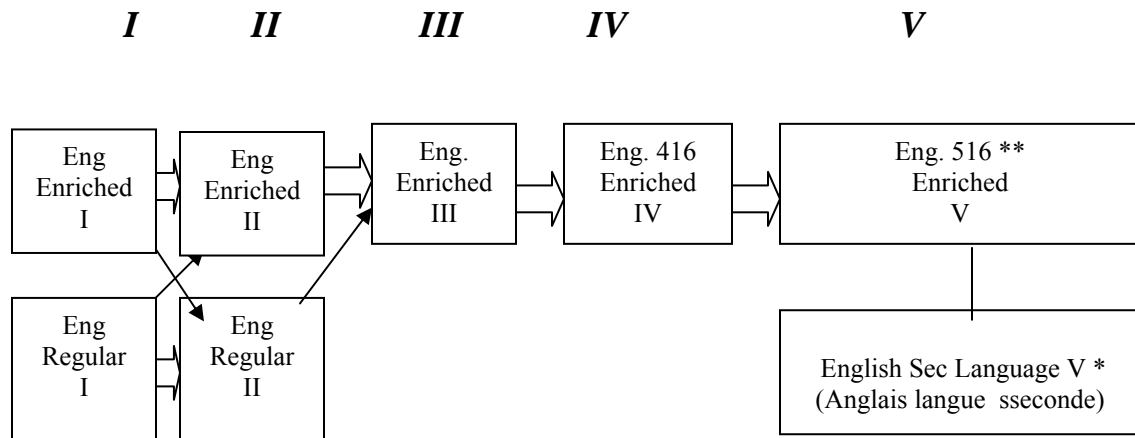 I II III IV V
Eng
Enriched
I
Eng
Enriched
II
Eng.
Enriched
III
Eng. 416
Enriched
IV
Eng. 516 **
Enriched
V
Eng
Regular
I
Eng
Regular
II
English Sec Language V *
(Anglais langue sseconde)